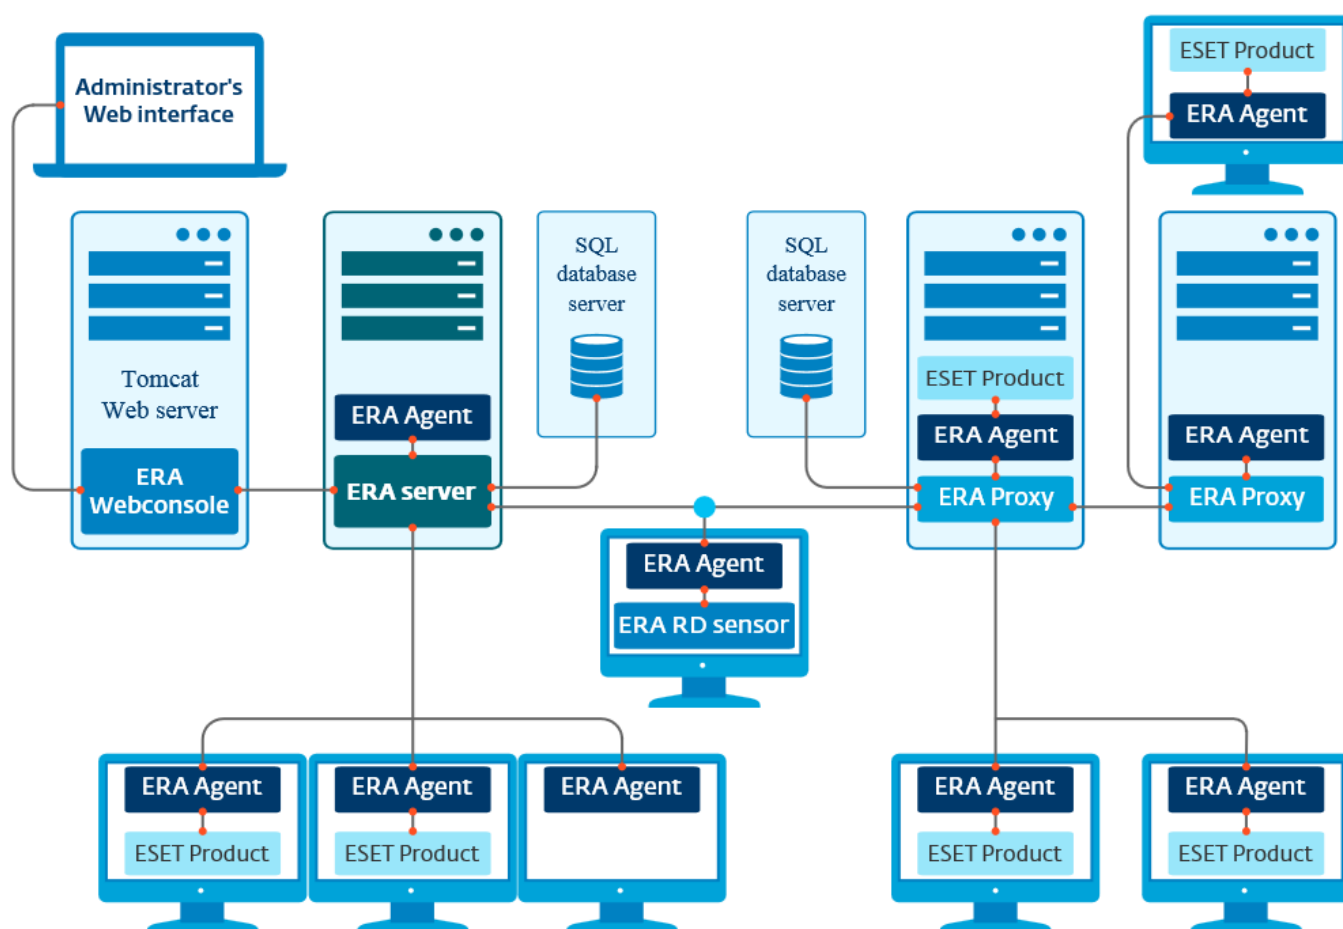 Administrator's
Web interface
ESET Product
ERA Agent
Tomcat
Web server
ERA
Webconsole
ERA Agent
ERA server
SQL
database
server
SQL
database
server
ESET Product
ERA Agent
ERA Proxy
ERA Agent
ERA Proxy
ERA Agent
ERA RD sensor
ERA Agent
ESET Product
ERA Agent
ESET Product
ERA Agent
ERA Agent
ESET Product
ERA Agent
ESET Product